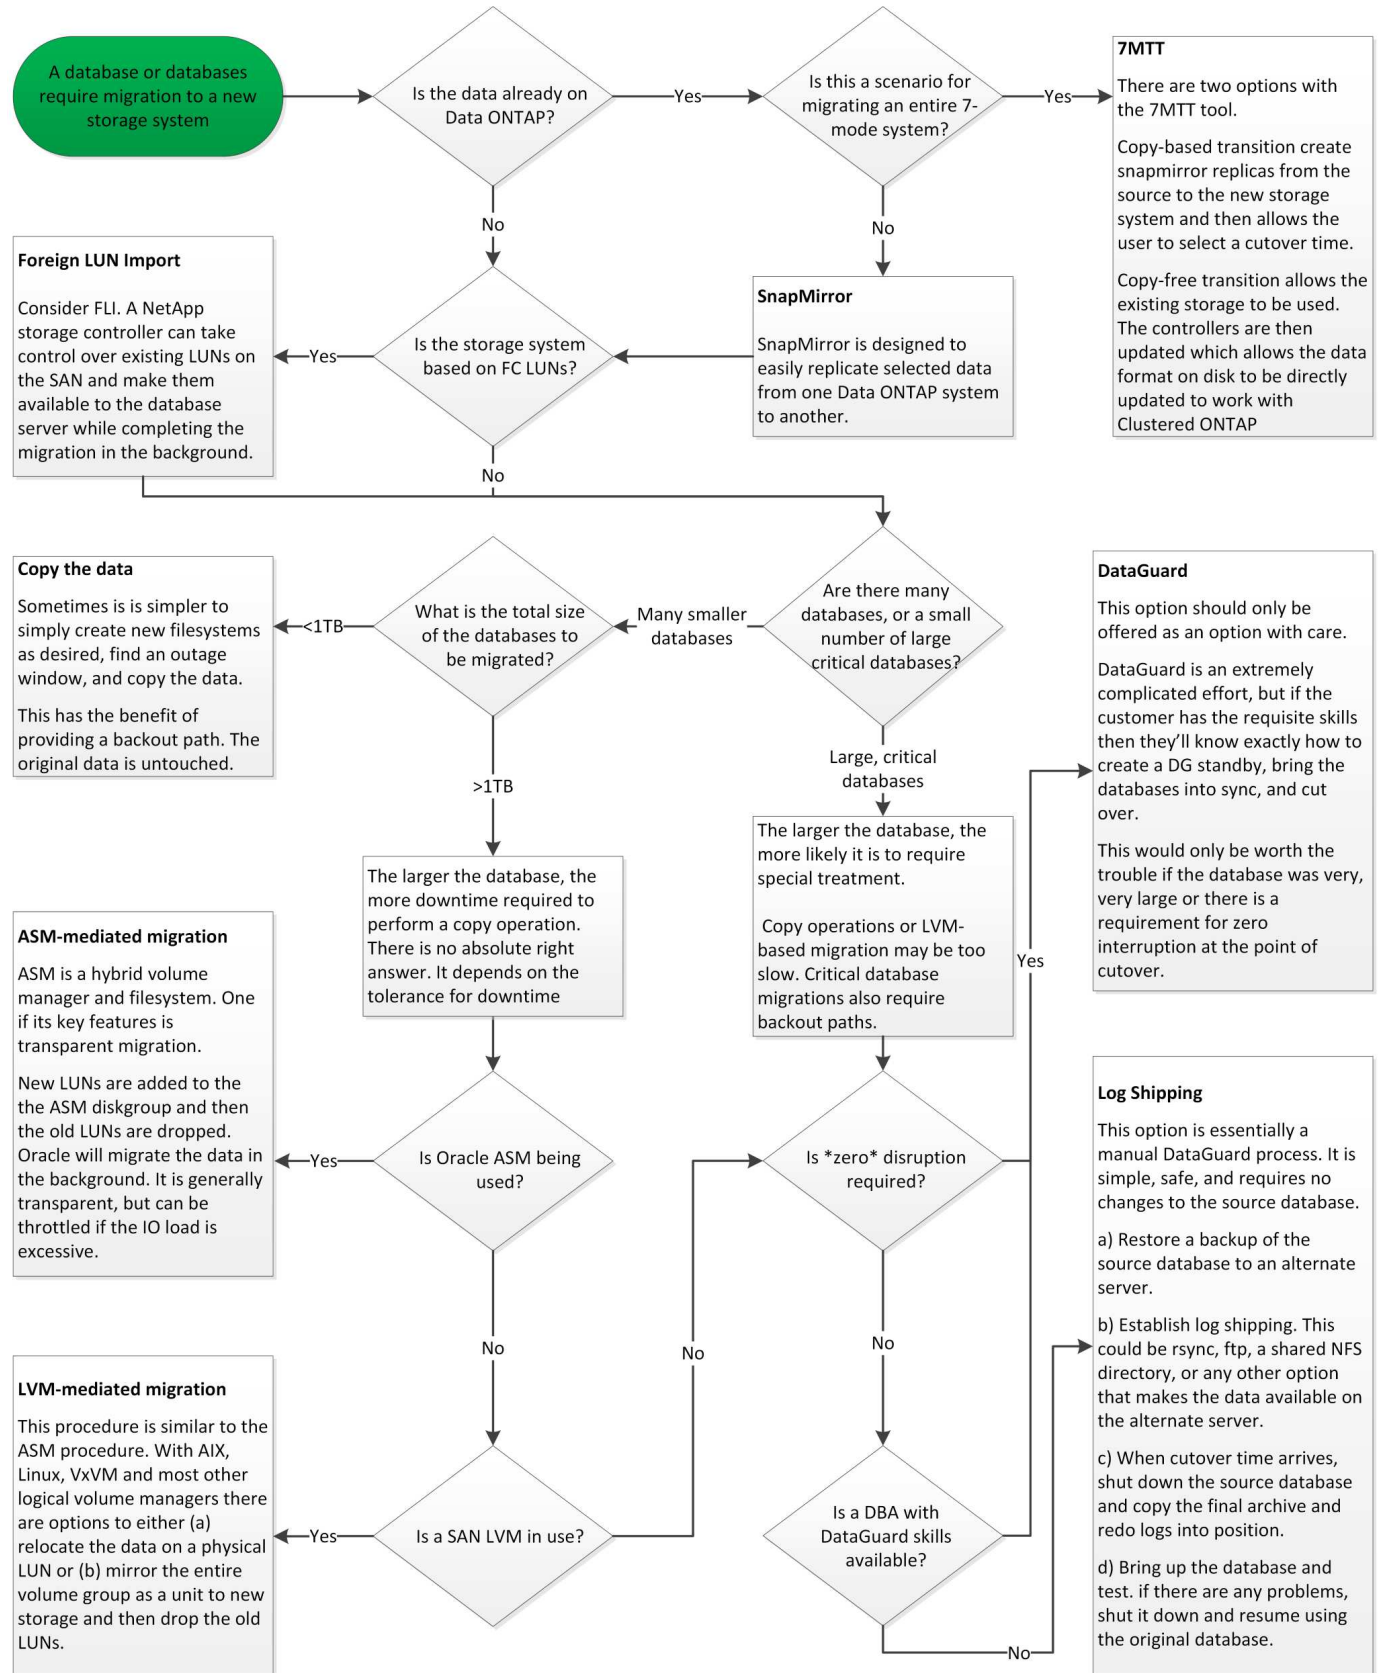 A database or databases
require migration to a new
storage system
Is the data already on
Data ONTAP?
Yes
Is this a scenario for
migrating an entire 7-
mode system?
Yes
7MTT
There are two options with
the 7MTT tool.
Copy-based transition create
snapmirror replicas from the
source to the new storage
system and then allows the
user to select a cutover time.
Copy-free transition allows the
existing storage to be used.
The controllers are then
updated which allows the data
format on disk to be directly
updated to work with
Clustered ONTAP
No
No
Foreign LUN Import
Consider FLI. A NetApp
storage controller can take
control over existing LUNs on
the SAN and make them
available to the database
server while completing the
migration in the background.
Yes
Is the storage system
based on FC LUNs?
SnapMirror
SnapMirror is designed to
easily replicate selected data
from one Data ONTAP system
to another.
No
Copy the data
Sometimes is is simpler to
simply create new filesystems
as desired, find an outage
window, and copy the data.
This has the benefit of
providing a backout path. The
original data is untouched.
<1TB
What is the total size
of the databases to
be migrated?
Many smaller
databases
Are there many
databases, or a small
number of large
critical databases?
DataGuard
This option should only be
offered as an option with care.
DataGuard is an extremely
complicated effort, but if the
customer has the requisite skills
then they’ll know exactly how to
create a DG standby, bring the
databases into sync, and cut
over.
This would only be worth the
trouble if the database was very,
very large or there is a
requirement for zero
interruption at the point of
cutover.
>1TB
Large, critical
databases
The larger the database, the
more downtime required to
perform a copy operation.
There is no absolute right
answer. It depends on the
tolerance for downtime
The larger the database, the
more likely it is to require
special treatment.
Copy operations or LVM-
based migration may be too
slow. Critical database
migrations also require
backout paths.
Yes
ASM-mediated migration
ASM is a hybrid volume
manager and filesystem. One
if its key features is
transparent migration.
New LUNs are added to the
the ASM diskgroup and then
the old LUNs are dropped.
Oracle will migrate the data in
the background. It is generally
transparent, but can be
throttled if the IO load is
excessive.
Yes
Is Oracle ASM being
used?
Is *zero* disruption
required?
Log Shipping
This option is essentially a
manual DataGuard process. It is
simple, safe, and requires no
changes to the source database.
a) Restore a backup of the
source database to an alternate
server.
b) Establish log shipping. This
could be rsync, ftp, a shared NFS
directory, or any other option
that makes the data available on
the alternate server.
c) When cutover time arrives,
shut down the source database
and copy the final archive and
redo logs into position.
d) Bring up the database and
test. if there are any problems,
shut it down and resume using
the original database.
No
No
No
LVM-mediated migration
This procedure is similar to the
ASM procedure. With AIX,
Linux, VxVM and most other
logical volume managers there
are options to either (a)
relocate the data on a physical
LUN or (b) mirror the entire
volume group as a unit to new
storage and then drop the old
LUNs.
Yes
Is a SAN LVM in use?
Is a DBA with
DataGuard skills
available?
No